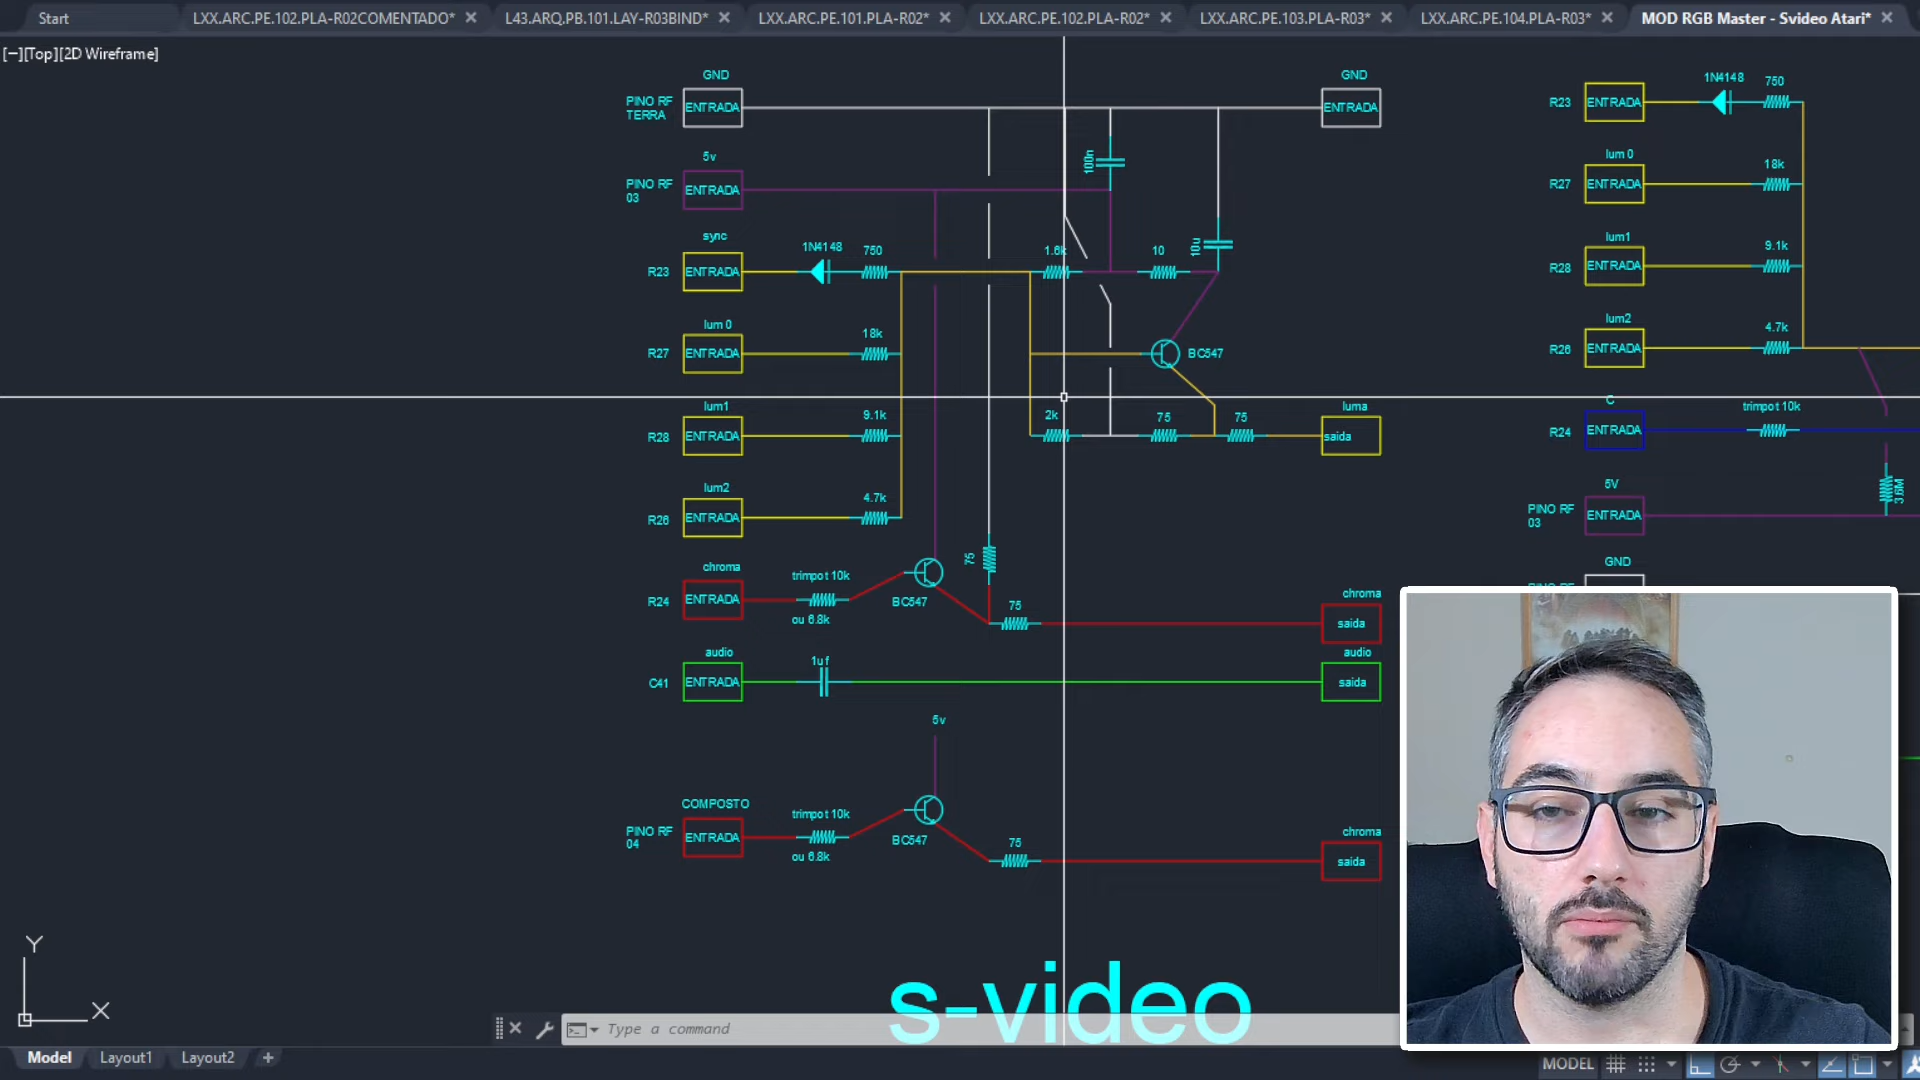 Start
LXX.ARC.PE.102.PLA-R02COMENTADO*
L43.ARQ.PB.101.LAY-R03BIND*
LXX.ARC.PE.101.PLA-R02*
LXX.ARC.PE.102.PLA-R02*
LXX.ARC.PE.103.PLA-R03*
LXX.ARC.PE.104.PLA-R03*
MOD RGB Master - Svideo Atari*
[−][Top][2D Wireframe]
GND
PINO RF
TERRA
ENTRADA
GND
ENTRADA
5v
PINO RF
03
ENTRADA
100n
sync
R23
ENTRADA
1N4148
750
1.6k
10
10u
lum 0
R27
ENTRADA
18k
BC547
lum1
R28
ENTRADA
9.1k
2k
75
75
luma
saida
lum2
R26
ENTRADA
4.7k
chroma
R24
ENTRADA
trimpot 10k
ou 6.8k
BC547
75
75
chroma
saida
audio
C41
ENTRADA
1uf
audio
saida
5v
COMPOSTO
PINO RF
04
ENTRADA
trimpot 10k
ou 6.8k
BC547
75
chroma
saida
R23
ENTRADA
1N4148
750
lum 0
R27
ENTRADA
18k
lum1
R28
ENTRADA
9.1k
lum2
R26
ENTRADA
4.7k
C
R24
ENTRADA
trimpot 10k
5V
PINO RF
03
ENTRADA
3.6M
GND
s-video
Y
X
Type a command
Model
Layout1
Layout2
+
MODEL